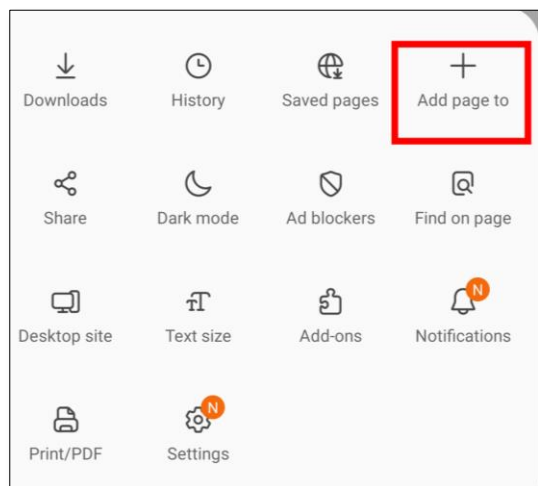 Downloads
History
Saved pages
Add page to
Share
Dark mode
Ad blockers
Find on page
N
Desktop site
Text size
Add-ons
Notifications
N
Print/PDF
Settings